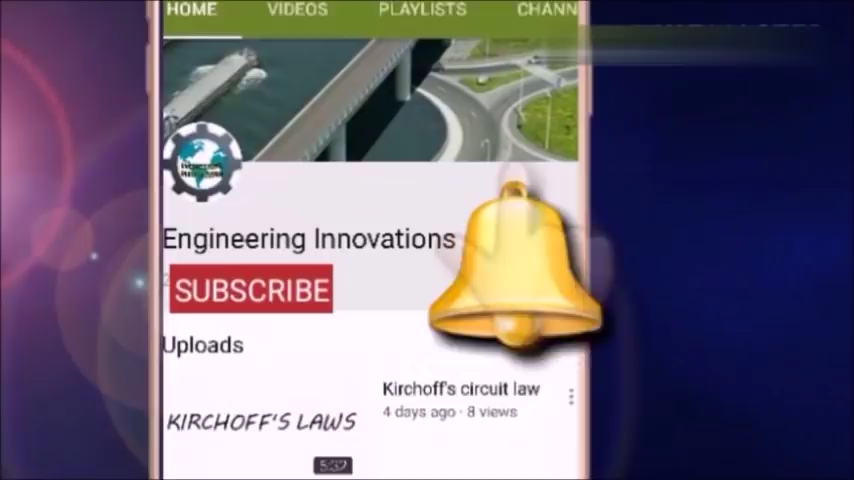 HOME VIDEOS PLAYLISTS CHANN
Engineering Innovations
SUBSCRIBE
Uploads
Kirchoff's circuit law
4 days ago · 8 views
KIRCHOFF'S LAWS
5:37